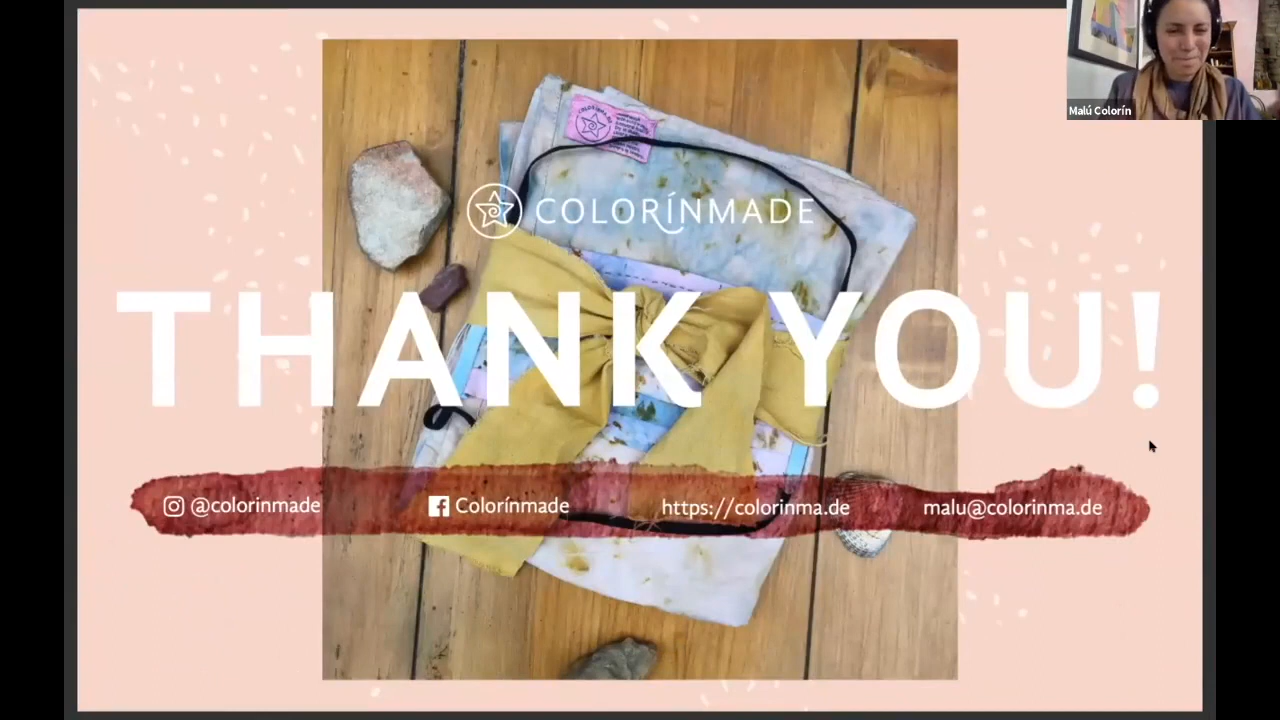 Malú Colorín
COLORÍNMADE
THANK YOU!
@colorinmade
Colorínmade
https://colorinma.de
malu@colorinma.de